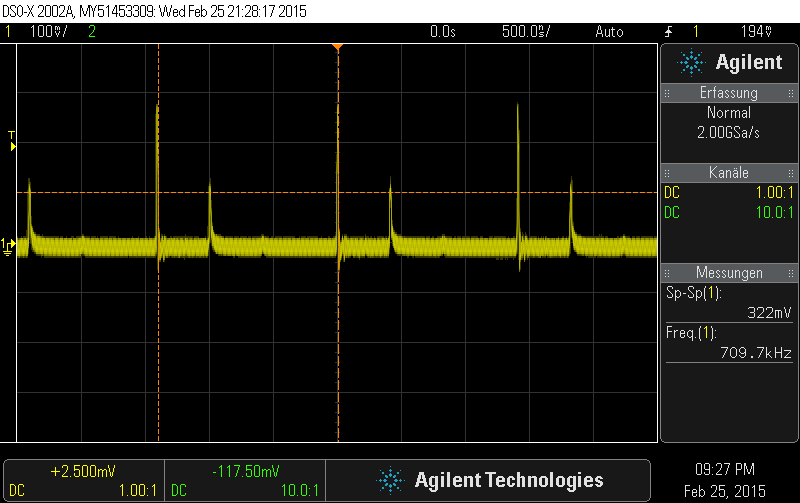 DSO-X 2002A, MY51453309: Wed Feb 25 21:28:17 2015
1 100mV/ 2 0.0s 500.0ns/ Auto 1 194mV
Agilent
Erfassung
Normal
2.00GSa/s
Kanäle
DC 1.00:1
DC 10.0:1
Messungen
Sp-Sp(1):
322mV
Freq.(1):
709.7kHz
T
1
+2.500mV
DC 1.00:1
-117.50mV
DC 10.0:1
Agilent Technologies
09:27 PM
Feb 25, 2015